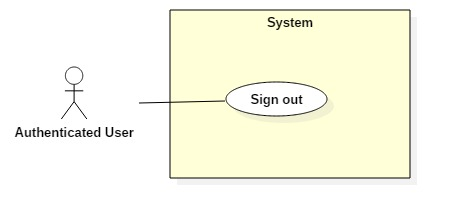 System
Sign out
Authenticated User